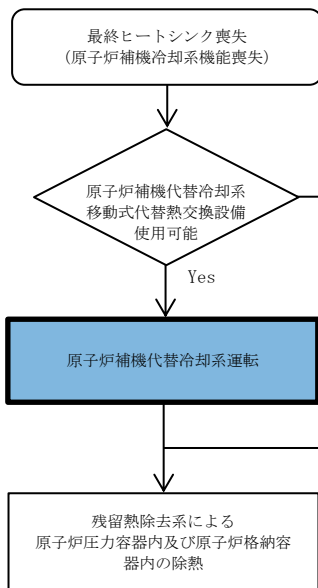 最終ヒートシンク喪失
(原子炉補機冷却系機能喪失)
原子炉補機代替冷却系
移動式代替熱交換設備
使用可能
Yes
原子炉補機代替冷却系運転
残留熱除去系による
原子炉圧力容器内及び原子炉格納容
器内の除熱